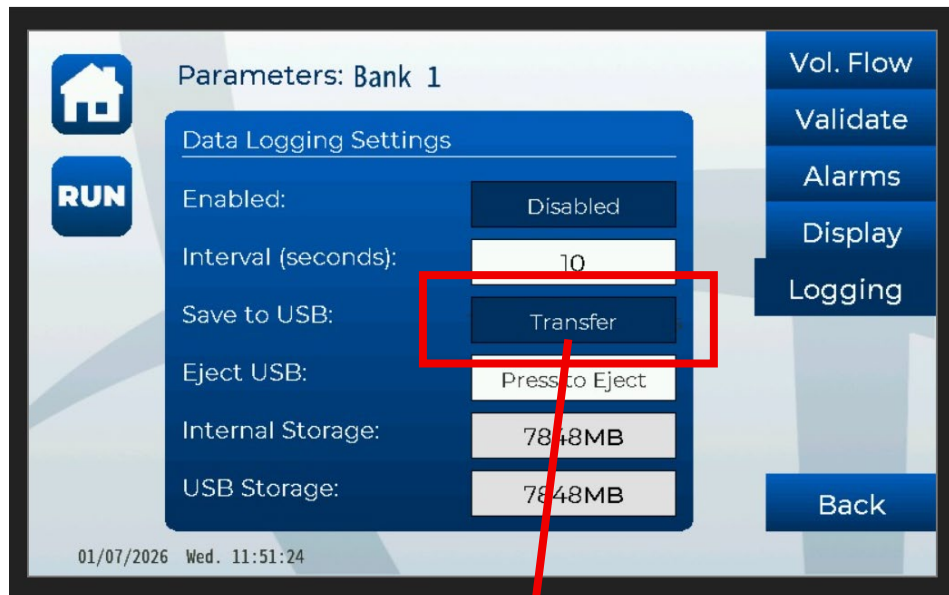 Parameters: Bank 1
Data Logging Settings
Enabled: Disabled
Interval (seconds): 10
Save to USB: Transfer
Eject USB: Press to Eject
Internal Storage: 7848MB
USB Storage: 7848MB
RUN
Vol. Flow
Validate
Alarms
Display
Logging
Back
01/07/2026 Wed. 11:51:24